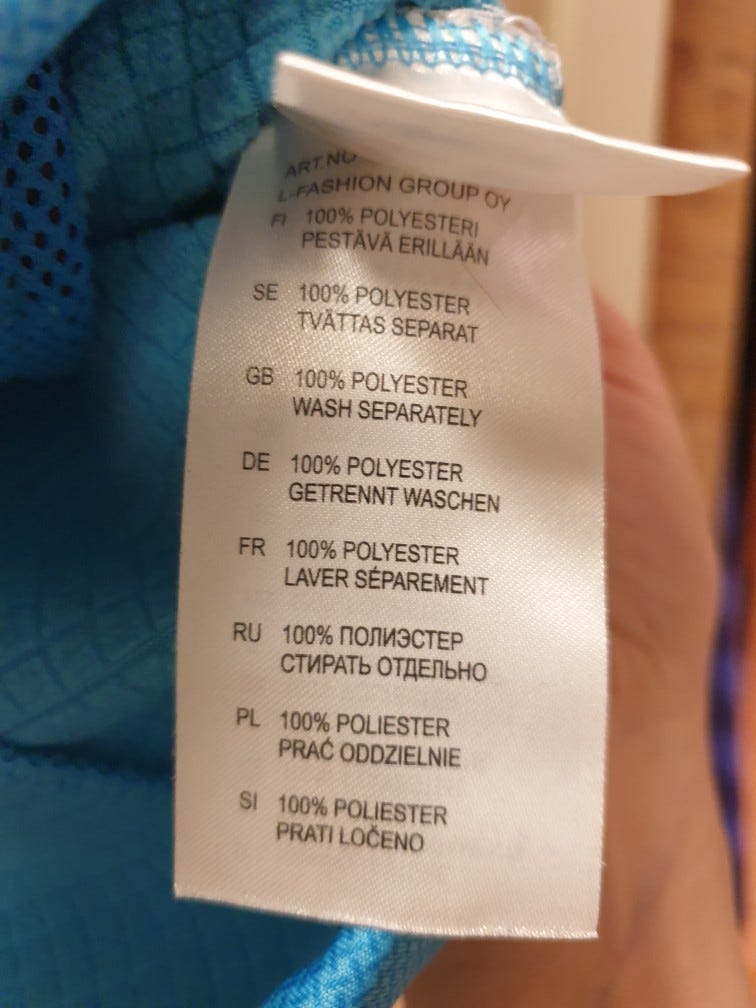 ART NO
L-FASHION GROUP OY
FI 100% POLYESTERI
PESTÄVÄ ERILLÄÄN
SE 100% POLYESTER
TVÄTTAS SEPARAT
GB 100% POLYESTER
WASH SEPARATELY
DE 100% POLYESTER
GETRENNT WASCHEN
FR 100% POLYESTER
LAVER SÉPAREMENT
RU 100% ПОЛИЭСТЕР
СТИРАТЬ ОТДЕЛЬНО
PL 100% POLIESTER
PRAĆ ODDZIELNIE
SI 100% POLIESTER
PRATI LOČENO